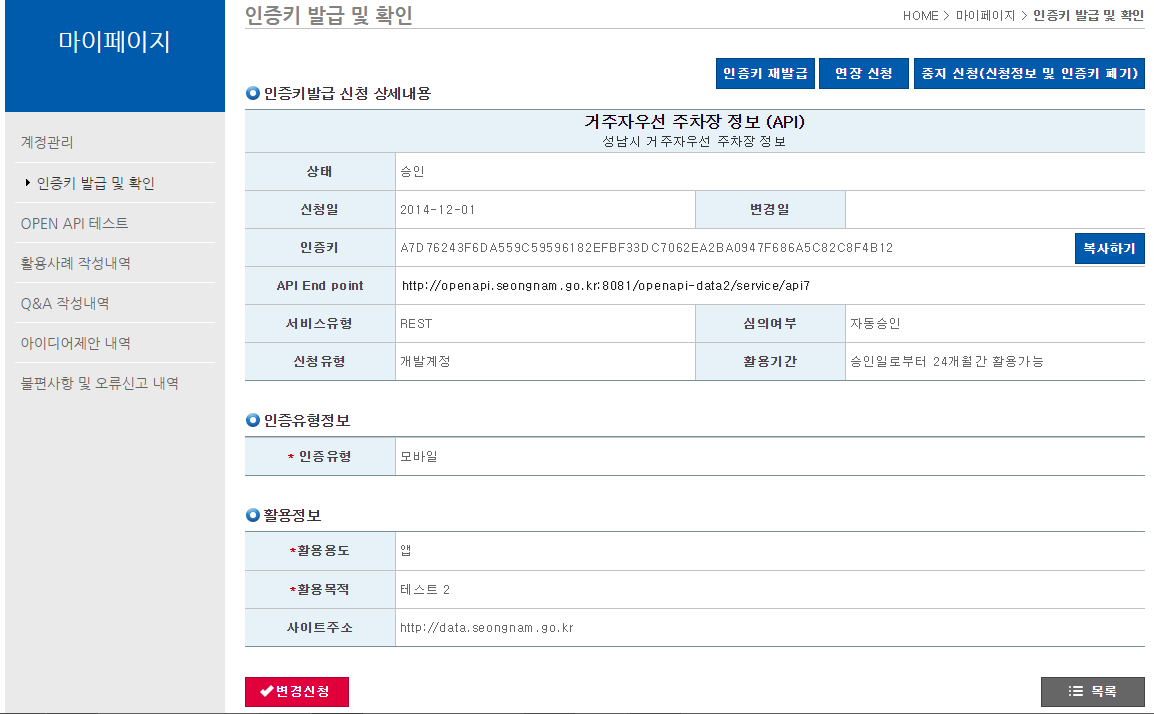 마이페이지
계정관리
인증키 발급 및 확인
OPEN API 테스트
활용사례 작성내역
Q&A 작성내역
아이디어제안 내역
불편사항 및 오류신고 내역
인증키 발급 및 확인
HOME > 마이페이지 > 인증키 발급 및 확인
인증키 재발급 연장 신청 중지 신청(신청정보 및 인증키 폐기)
인증키발급 신청 상세내용
거주자우선 주차장 정보 (API)
성남시 거주자우선 주차장 정보
상태 승인
신청일 2014-12-01 변경일
인증키 A7D76243F6DA559C59596182EFBF33DC7062EA2BA0947F686A5C82C8F4B12 복사하기
API End point http://openapi.seongnam.go.kr:8081/openapi-data2/service/api7
서비스유형 REST 심의여부 자동승인
신청유형 개발계정 활용기간 승인일로부터 24개월간 활용가능
인증유형정보
* 인증유형 모바일
활용정보
*활용용도 앱
*활용목적 테스트 2
사이트주소 http://data.seongnam.go.kr
변경신청 목록